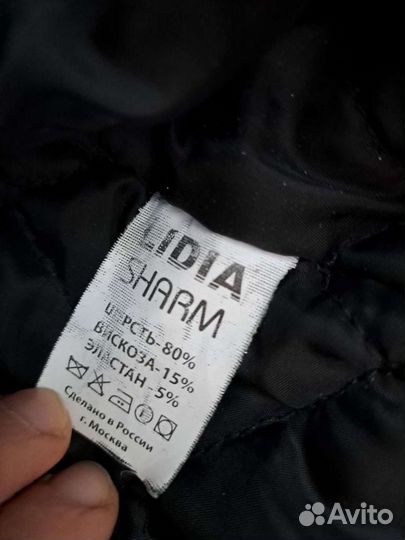 LIDIA
SHARM
ШЕРСТЬ-80%
ВИСКОЗА-15%
ЭЛАСТАН -5%
Сделано в России
г. Москва
Avito